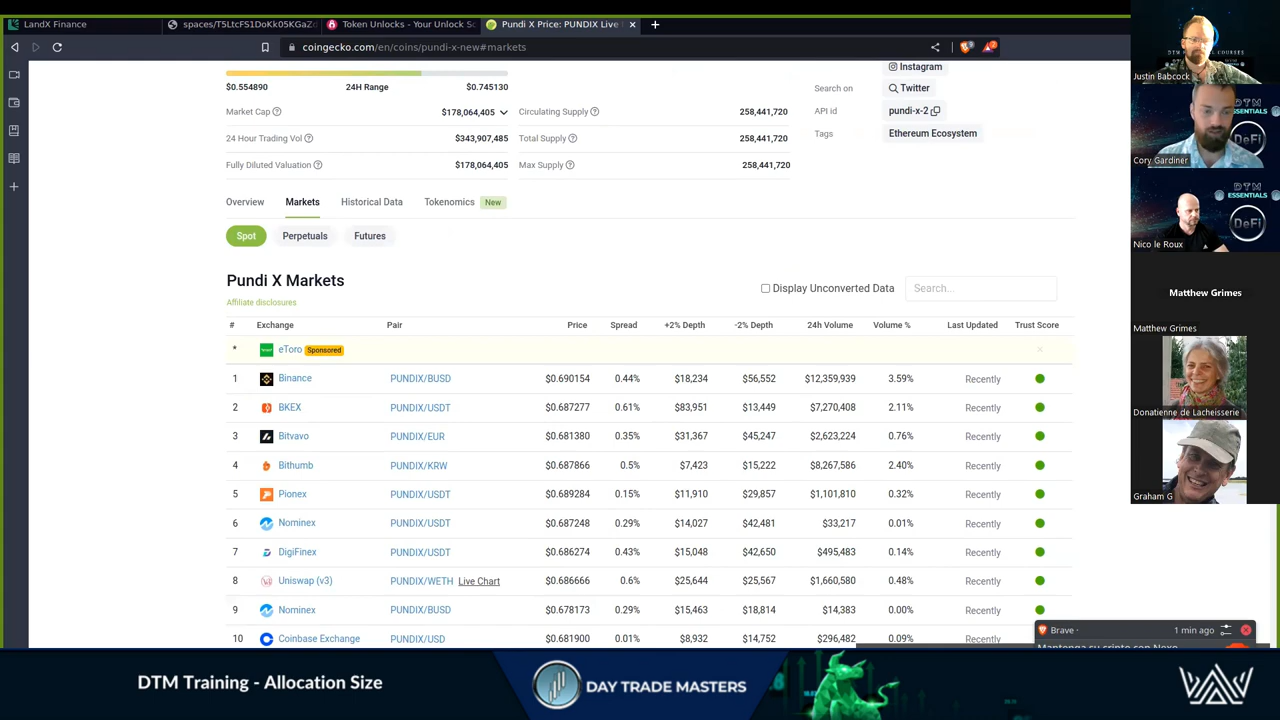 LandX Finance
spaces/T5LtcFS1DoKk05KGaZ
Token Unlocks - Your Unlock Sc
Pundi X Price: PUNDIX Live
coingecko.com/en/coins/pundi-x-new#markets
$0.554890 24H Range $0.745130
Market Cap $178,064,405 Circulating Supply 258,441,720
24 Hour Trading Vol $343,907,485 Total Supply 258,441,720
Fully Diluted Valuation $178,064,405 Max Supply 258,441,720
Instagram
Search on Twitter
API id pundi-x-2
Tags Ethereum Ecosystem
Overview Markets Historical Data Tokenomics New
Spot Perpetuals Futures
Pundi X Markets
Affiliate disclosures
Display Unconverted Data Search...
# Exchange Pair Price Spread +2% Depth -2% Depth 24h Volume Volume % Last Updated Trust Score
* eToro Sponsored
1 Binance PUNDIX/BUSD $0.690154 0.44% $18,234 $56,552 $12,359,939 3.59% Recently
2 BKEX PUNDIX/USDT $0.687277 0.61% $83,951 $13,449 $7,270,408 2.11% Recently
3 Bitvavo PUNDIX/EUR $0.681380 0.35% $31,367 $45,247 $2,623,224 0.76% Recently
4 Bithumb PUNDIX/KRW $0.687866 0.5% $7,423 $15,222 $8,267,586 2.40% Recently
5 Pionex PUNDIX/USDT $0.689284 0.15% $11,910 $29,857 $1,101,810 0.32% Recently
6 Nominex PUNDIX/USDT $0.687248 0.29% $14,027 $42,481 $33,217 0.01% Recently
7 DigiFinex PUNDIX/USDT $0.686274 0.43% $15,048 $42,650 $495,483 0.14% Recently
8 Uniswap (v3) PUNDIX/WETH Live Chart $0.686666 0.6% $25,644 $25,567 $1,660,580 0.48% Recently
9 Nominex PUNDIX/BUSD $0.678173 0.29% $15,463 $18,814 $14,383 0.00% Recently
10 Coinbase Exchange PUNDIX/USD $0.681900 0.01% $8,932 $14,752 $296,482 0.09% Recently
Brave · 1 min ago
Mantenga su cripto con Nexo
Justin Babcock
Cory Gardiner
DTM
ESSENTIALS
DeFi
Nico le Roux
Matthew Grimes
Matthew Grimes
Donatienne de Lacheisserie
Graham G
DTM Training - Allocation Size
DAY TRADE MASTERS